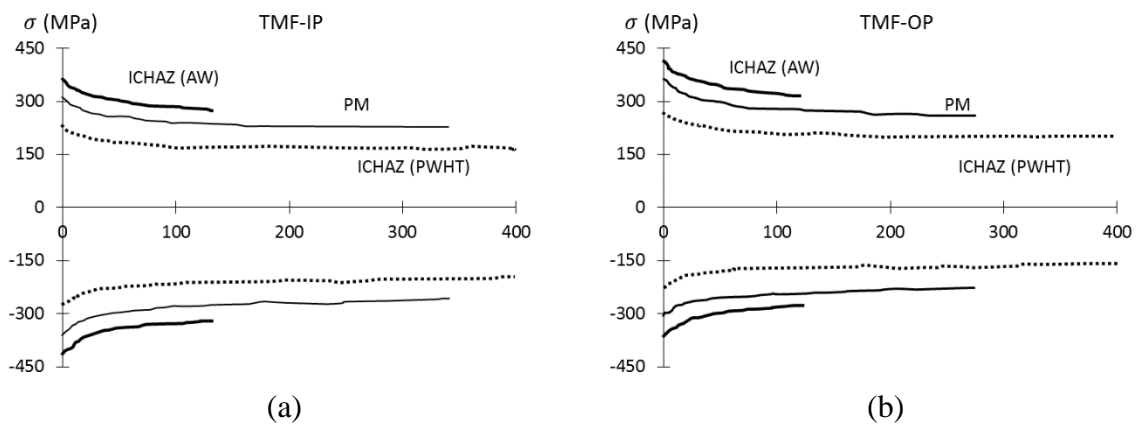 σ (MPa) TMF-IP
450
300
150
0
-150
-300
-450
0 100 200 300 400
ICHAZ (AW)
PM
ICHAZ (PWHT)
(a)
σ (MPa) TMF-OP
450
300
150
0
-150
-300
-450
0 100 200 300 400
ICHAZ (AW)
PM
ICHAZ (PWHT)
(b)